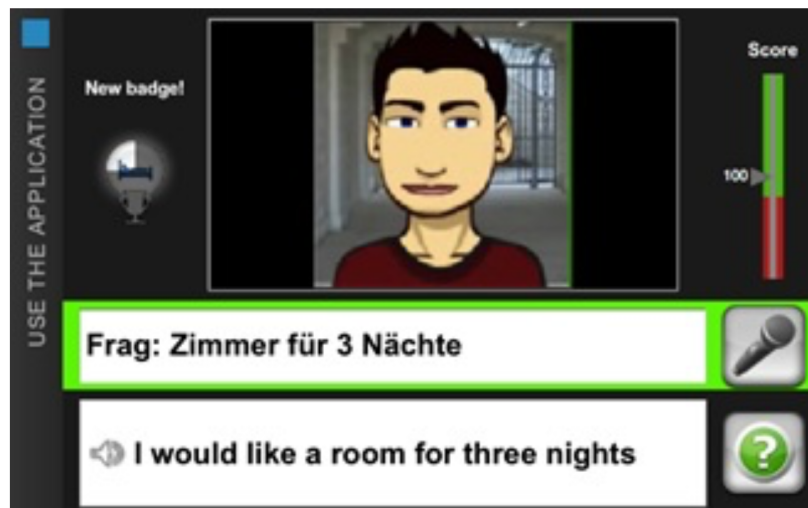 USE THE APPLICATION
New badge!
Score
100
Frag: Zimmer für 3 Nächte
I would like a room for three nights
?